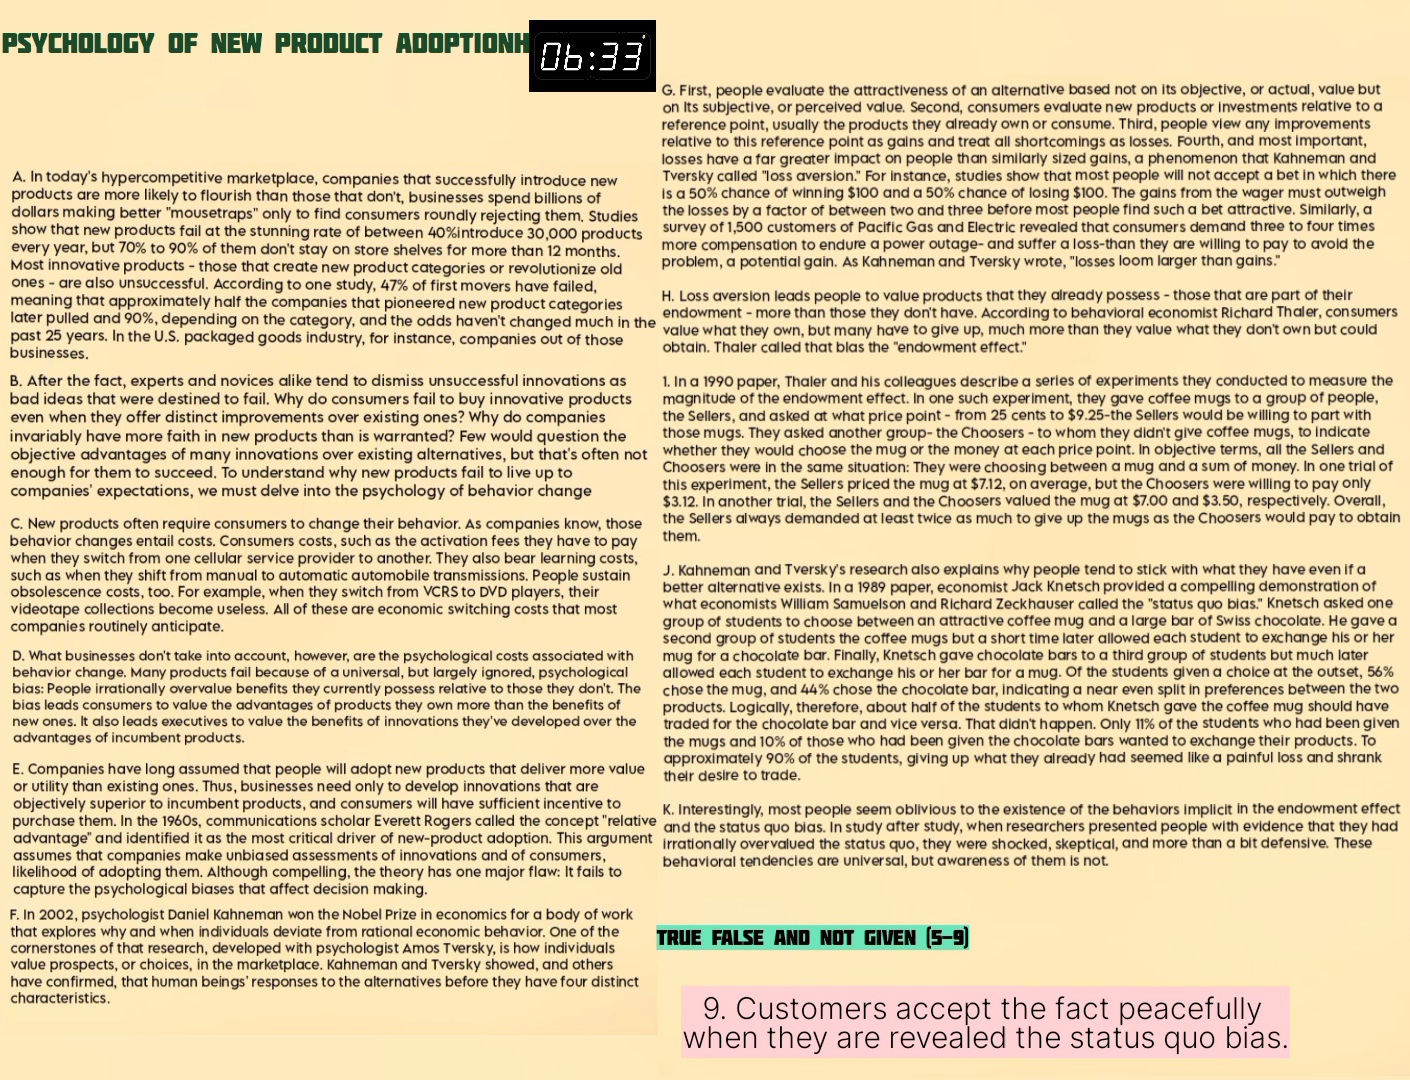 PSYCHOLOGY OF NEW PRODUCT ADOPTIONH
06:33
A. In today's hypercompetitive marketplace, companies that successfully introduce new
products are more likely to flourish than those that don't, businesses spend billions of
dollars making better "mousetraps" only to find consumers roundly rejecting them. Studies
show that new products fail at the stunning rate of between 40%introduce 30,000 products
every year, but 70% to 90% of them don't stay on store shelves for more than 12 months.
Most innovative products - those that create new product categories or revolutionize old
ones - are also unsuccessful. According to one study, 47% of first movers have failed,
meaning that approximately half the companies that pioneered new product categories
later pulled and 90%, depending on the category, and the odds haven't changed much in the
past 25 years. In the U.S. packaged goods industry, for instance, companies out of those
businesses.
B. After the fact, experts and novices alike tend to dismiss unsuccessful innovations as
bad ideas that were destined to fail. Why do consumers fail to buy innovative products
even when they offer distinct improvements over existing ones? Why do companies
invariably have more faith in new products than is warranted? Few would question the
objective advantages of many innovations over existing alternatives, but that's often not
enough for them to succeed. To understand why new products fail to live up to
companies' expectations, we must delve into the psychology of behavior change
C. New products often require consumers to change their behavior. As companies know, those
behavior changes entail costs. Consumers costs, such as the activation fees they have to pay
when they switch from one cellular service provider to another. They also bear learning costs,
such as when they shift from manual to automatic automobile transmissions. People sustain
obsolescence costs, too. For example, when they switch from VCRS to DVD players, their
videotape collections become useless. All of these are economic switching costs that most
companies routinely anticipate.
D. What businesses don't take into account, however, are the psychological costs associated with
behavior change. Many products fail because of a universal, but largely ignored, psychological
bias: People irrationally overvalue benefits they currently possess relative to those they don't. The
bias leads consumers to value the advantages of products they own more than the benefits of
new ones. It also leads executives to value the benefits of innovations they've developed over the
advantages of incumbent products.
E. Companies have long assumed that people will adopt new products that deliver more value
or utility than existing ones. Thus, businesses need only to develop innovations that are
objectively superior to incumbent products, and consumers will have sufficient incentive to
purchase them. In the 1960s, communications scholar Everett Rogers called the concept "relative
advantage" and identified it as the most critical driver of new-product adoption. This argument
assumes that companies make unbiased assessments of innovations and of consumers,
likelihood of adopting them. Although compelling, the theory has one major flaw: It fails to
capture the psychological biases that affect decision making.
F. In 2002, psychologist Daniel Kahneman won the Nobel Prize in economics for a body of work
that explores why and when individuals deviate from rational economic behavior. One of the
cornerstones of that research, developed with psychologist Amos Tversky, is how individuals
value prospects, or choices, in the marketplace. Kahneman and Tversky showed, and others
have confirmed, that human beings' responses to the alternatives before they have four distinct
characteristics.
G. First, people evaluate the attractiveness of an alternative based not on its objective, or actual, value but
on Its subjective, or perceived value. Second, consumers evaluate new products or investments relative to a
reference point, usually the products they already own or consume. Third, people view any improvements
relative to this reference point as gains and treat all shortcomings as losses. Fourth, and most important,
losses have a far greater impact on people than similarly sized gains, a phenomenon that Kahneman and
Tversky called "loss aversion." For instance, studies show that most people will not accept a bet in which there
is a 50% chance of winning $100 and a 50% chance of losing $100. The gains from the wager must outweigh
the losses by a factor of between two and three before most people find such a bet attractive. Similarly, a
survey of 1,500 customers of Pacific Gas and Electric revealed that consumers demand three to four times
more compensation to endure a power outage- and suffer a loss-than they are willing to pay to avoid the
problem, a potential gain. As Kahneman and Tversky wrote, "losses loom larger than gains."
H. Loss aversion leads people to value products that they already possess - those that are part of their
endowment - more than those they don't have. According to behavioral economist Richard Thaler, consumers
value what they own, but many have to give up, much more than they value what they don't own but could
obtain. Thaler called that bias the "endowment effect."
1. In a 1990 paper, Thaler and his colleagues describe a series of experiments they conducted to measure the
magnitude of the endowment effect. In one such experiment, they gave coffee mugs to a group of people,
the Sellers, and asked at what price point - from 25 cents to $9.25-the Sellers would be willing to part with
those mugs. They asked another group- the Choosers - to whom they didn't give coffee mugs, to indicate
whether they would choose the mug or the money at each price point. In objective terms, all the Sellers and
Choosers were in the same situation: They were choosing between a mug and a sum of money. In one trial of
this experiment, the Sellers priced the mug at $7.12, on average, but the Choosers were willing to pay only
$3.12. In another trial, the Sellers and the Choosers valued the mug at $7.00 and $3.50, respectively. Overall,
the Sellers always demanded at least twice as much to give up the mugs as the Choosers would pay to obtain
them.
J. Kahneman and Tversky's research also explains why people tend to stick with what they have even if a
better alternative exists. In a 1989 paper, economist Jack Knetsch provided a compelling demonstration of
what economists William Samuelson and Richard Zeckhauser called the "status quo bias." Knetsch asked one
group of students to choose between an attractive coffee mug and a large bar of Swiss chocolate. He gave a
second group of students the coffee mugs but a short time later allowed each student to exchange his or her
mug for a chocolate bar. Finally, Knetsch gave chocolate bars to a third group of students but much later
allowed each student to exchange his or her bar for a mug. Of the students given a choice at the outset, 56%
chose the mug, and 44% chose the chocolate bar, indicating a near even split in preferences between the two
products. Logically, therefore, about half of the students to whom Knetsch gave the coffee mug should have
traded for the chocolate bar and vice versa. That didn't happen. Only 11% of the students who had been given
the mugs and 10% of those who had been given the chocolate bars wanted to exchange their products. To
approximately 90% of the students, giving up what they already had seemed like a painful loss and shrank
their desire to trade.
K. Interestingly, most people seem oblivious to the existence of the behaviors implicit in the endowment effect
and the status quo bias. In study after study, when researchers presented people with evidence that they had
irrationally overvalued the status quo, they were shocked, skeptical, and more than a bit defensive. These
behavioral tendencies are universal, but awareness of them is not.
TRUE FALSE AND NOT GIVEN (5-9)
9. Customers accept the fact peacefully
when they are revealed the status quo bias.